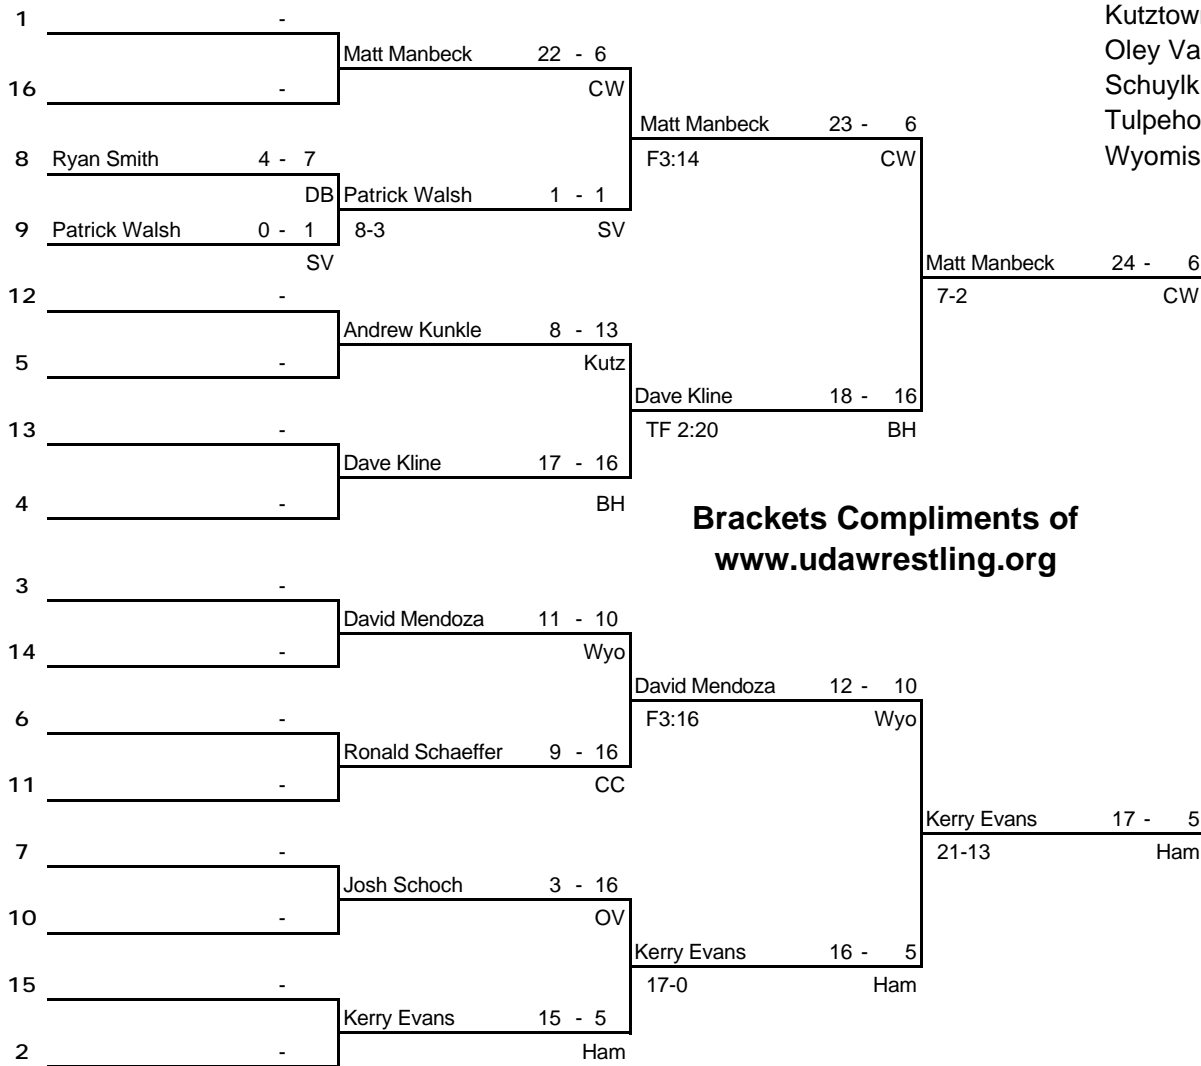 1 -
Kutztow
Matt Manbeck 22 - 6
Oley Va
16 - CW
Schuylk
Matt Manbeck 23 - 6
Tulpeho
8 Ryan Smith 4 - 7
F3:14 CW
Wyomis
DB Patrick Walsh 1 - 1
9 Patrick Walsh 0 - 1
8-3 SV
SV
Matt Manbeck 24 - 6
12 -
7-2 CW
Andrew Kunkle 8 - 13
5 - Kutz
Dave Kline 18 - 16
13 -
TF 2:20 BH
Dave Kline 17 - 16
4 - BH
Brackets Compliments of
www.udawrestling.org
3 -
David Mendoza 11 - 10
14 - Wyo
David Mendoza 12 - 10
6 -
F3:16 Wyo
Ronald Schaeffer 9 - 16
11 - CC
Kerry Evans 17 - 5
7 -
21-13 Ham
Josh Schoch 3 - 16
10 - OV
Kerry Evans 16 - 5
15 -
17-0 Ham
Kerry Evans 15 - 5
2 - Ham